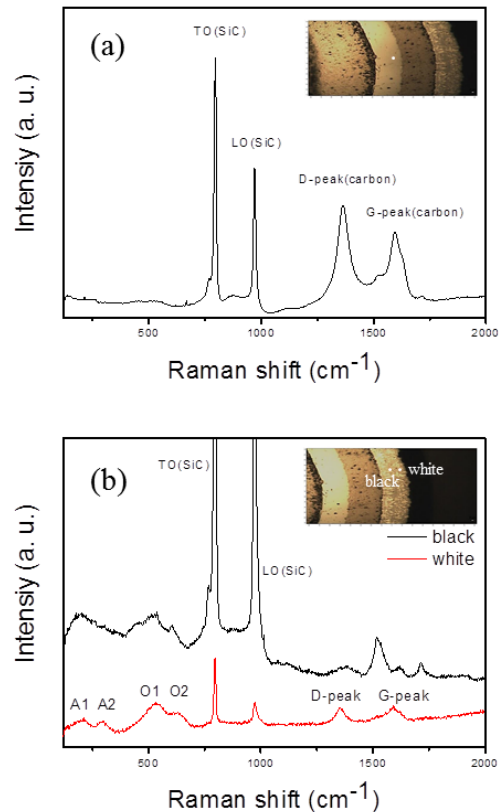 (a)
TO(SiC)
LO(SiC)
D-peak(carbon)
G-peak(carbon)
Intensiy (a. u.)
500 1000 1500 2000
Raman shift (cm-1)
(b)
TO(SiC)
LO(SiC)
white
black
black
white
A1 A2 O1 O2 D-peak G-peak
Intensiy (a. u.)
500 1000 1500 2000
Raman shift (cm-1)